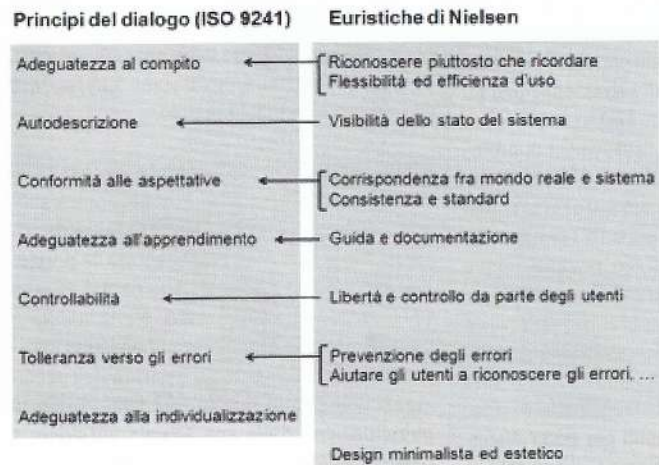 Principi del dialogo (ISO 9241)
Euristiche di Nielsen
Adeguatezza al compito
Riconoscere piuttosto che ricordare
Flessibilità ed efficienza d'uso
Autodescrizione
Visibilità dello stato del sistema
Conformità alle aspettative
Corrispondenza fra mondo reale e sistema
Consistenza e standard
Adeguatezza all'apprendimento
Guida e documentazione
Controllabilità
Libertà e controllo da parte degli utenti
Tolleranza verso gli errori
Prevenzione degli errori
Aiutare gli utenti a riconoscere gli errori, ...
Adeguatezza alla individualizzazione
Design minimalista ed estetico